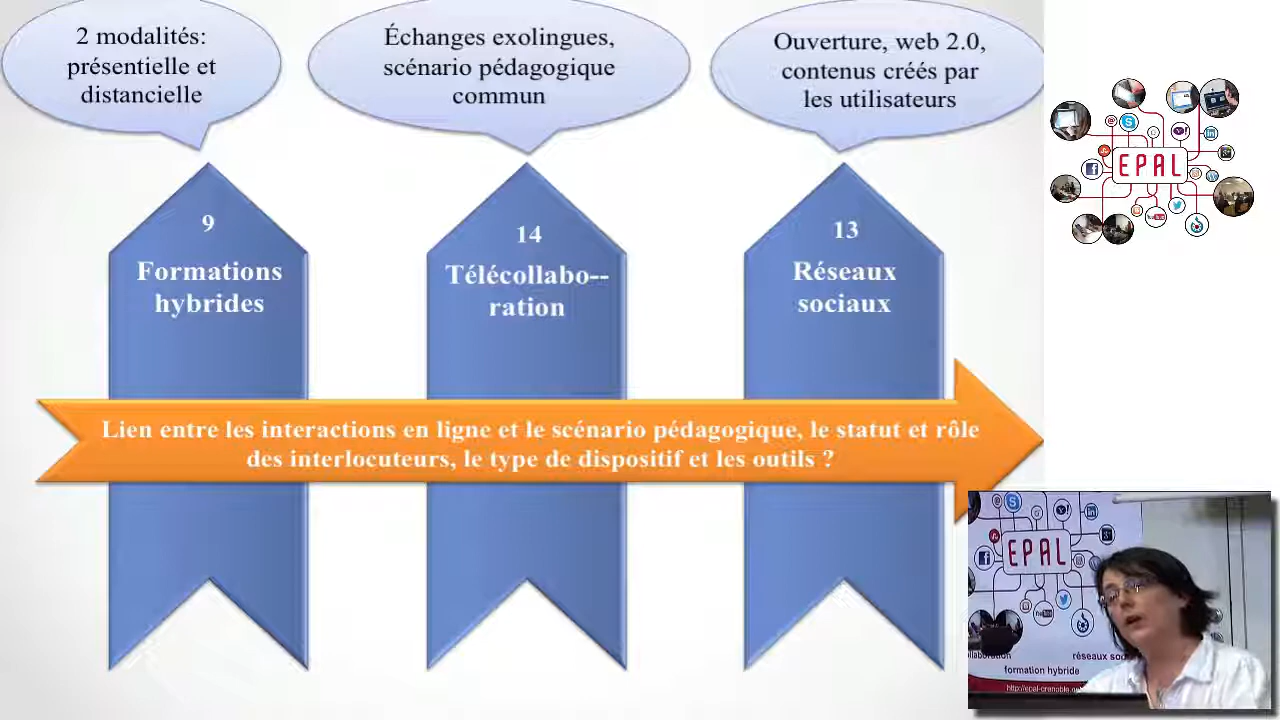 2 modalités:
présentielle et
distancielle
Échanges exolingues,
scénario pédagogique
commun
Ouverture, web 2.0,
contenus créés par
les utilisateurs
EPAL
9
Formations
hybrides
14
Télécollabo--
ration
13
Réseaux
sociaux
Lien entre les interactions en ligne et le scénario pédagogique, le statut et rôle
des interlocuteurs, le type de dispositif et les outils ?
EPAL
réseaux
formation hybride